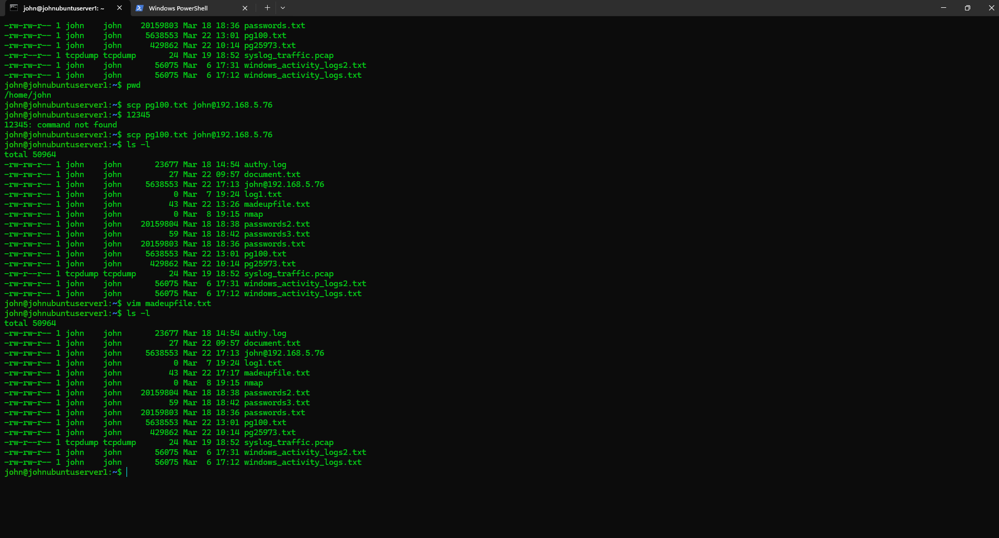 john@johnubuntuserver1: ~
Windows PowerShell
-rw-rw-r-- 1 john    john    20159803 Mar 18 18:36 passwords.txt
-rw-rw-r-- 1 john    john     5638553 Mar 22 13:01 pg100.txt
-rw-rw-r-- 1 john    john      429862 Mar 22 10:14 pg25973.txt
-rw-r--r-- 1 tcpdump tcpdump       24 Mar 19 18:52 syslog_traffic.pcap
-rw-rw-r-- 1 john    john       56075 Mar  6 17:31 windows_activity_logs2.txt
-rw-rw-r-- 1 john    john       56075 Mar  6 17:12 windows_activity_logs.txt
john@johnubuntuserver1:~$ pwd
/home/john
john@johnubuntuserver1:~$ scp pg100.txt john@192.168.5.76
john@johnubuntuserver1:~$ 12345
12345: command not found
john@johnubuntuserver1:~$ scp pg100.txt john@192.168.5.76
john@johnubuntuserver1:~$ ls -l
total 50964
-rw-rw-r-- 1 john    john       23677 Mar 18 14:54 authy.log
-rw-rw-r-- 1 john    john          27 Mar 22 09:57 document.txt
-rw-rw-r-- 1 john    john     5638553 Mar 22 17:13 john@192.168.5.76
-rw-rw-r-- 1 john    john           0 Mar  7 19:24 log1.txt
-rw-rw-r-- 1 john    john          43 Mar 22 13:26 madeupfile.txt
-rw-rw-r-- 1 john    john           0 Mar  8 19:15 nmap
-rw-rw-r-- 1 john    john    20159804 Mar 18 18:38 passwords2.txt
-rw-rw-r-- 1 john    john          59 Mar 18 18:42 passwords3.txt
-rw-rw-r-- 1 john    john    20159803 Mar 18 18:36 passwords.txt
-rw-rw-r-- 1 john    john     5638553 Mar 22 13:01 pg100.txt
-rw-rw-r-- 1 john    john      429862 Mar 22 10:14 pg25973.txt
-rw-r--r-- 1 tcpdump tcpdump       24 Mar 19 18:52 syslog_traffic.pcap
-rw-rw-r-- 1 john    john       56075 Mar  6 17:31 windows_activity_logs2.txt
-rw-rw-r-- 1 john    john       56075 Mar  6 17:12 windows_activity_logs.txt
john@johnubuntuserver1:~$ vim madeupfile.txt
john@johnubuntuserver1:~$ ls -l
total 50964
-rw-rw-r-- 1 john    john       23677 Mar 18 14:54 authy.log
-rw-rw-r-- 1 john    john          27 Mar 22 09:57 document.txt
-rw-rw-r-- 1 john    john     5638553 Mar 22 17:13 john@192.168.5.76
-rw-rw-r-- 1 john    john           0 Mar  7 19:24 log1.txt
-rw-rw-r-- 1 john    john          43 Mar 22 17:17 madeupfile.txt
-rw-rw-r-- 1 john    john           0 Mar  8 19:15 nmap
-rw-rw-r-- 1 john    john    20159804 Mar 18 18:38 passwords2.txt
-rw-rw-r-- 1 john    john          59 Mar 18 18:42 passwords3.txt
-rw-rw-r-- 1 john    john    20159803 Mar 18 18:36 passwords.txt
-rw-rw-r-- 1 john    john     5638553 Mar 22 13:01 pg100.txt
-rw-rw-r-- 1 john    john      429862 Mar 22 10:14 pg25973.txt
-rw-r--r-- 1 tcpdump tcpdump       24 Mar 19 18:52 syslog_traffic.pcap
-rw-rw-r-- 1 john    john       56075 Mar  6 17:31 windows_activity_logs2.txt
-rw-rw-r-- 1 john    john       56075 Mar  6 17:12 windows_activity_logs.txt
john@johnubuntuserver1:~$